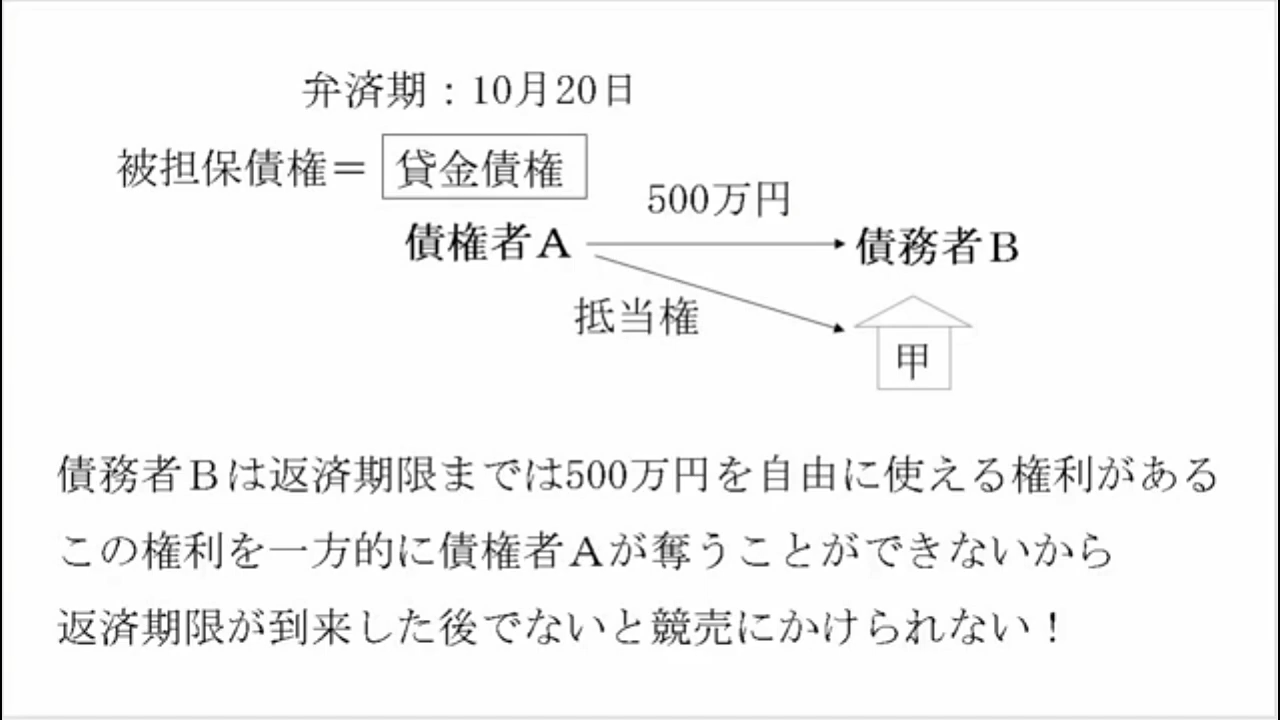 弁済期：10月20日
被担保債権＝ 貸金債権
500万円
債権者Ａ
債務者Ｂ
抵当権
甲
債務者Ｂは返済期限までは500万円を自由に使える権利がある
この権利を一方的に債権者Ａが奪うことができないから
返済期限が到来した後でないと競売にかけられない！